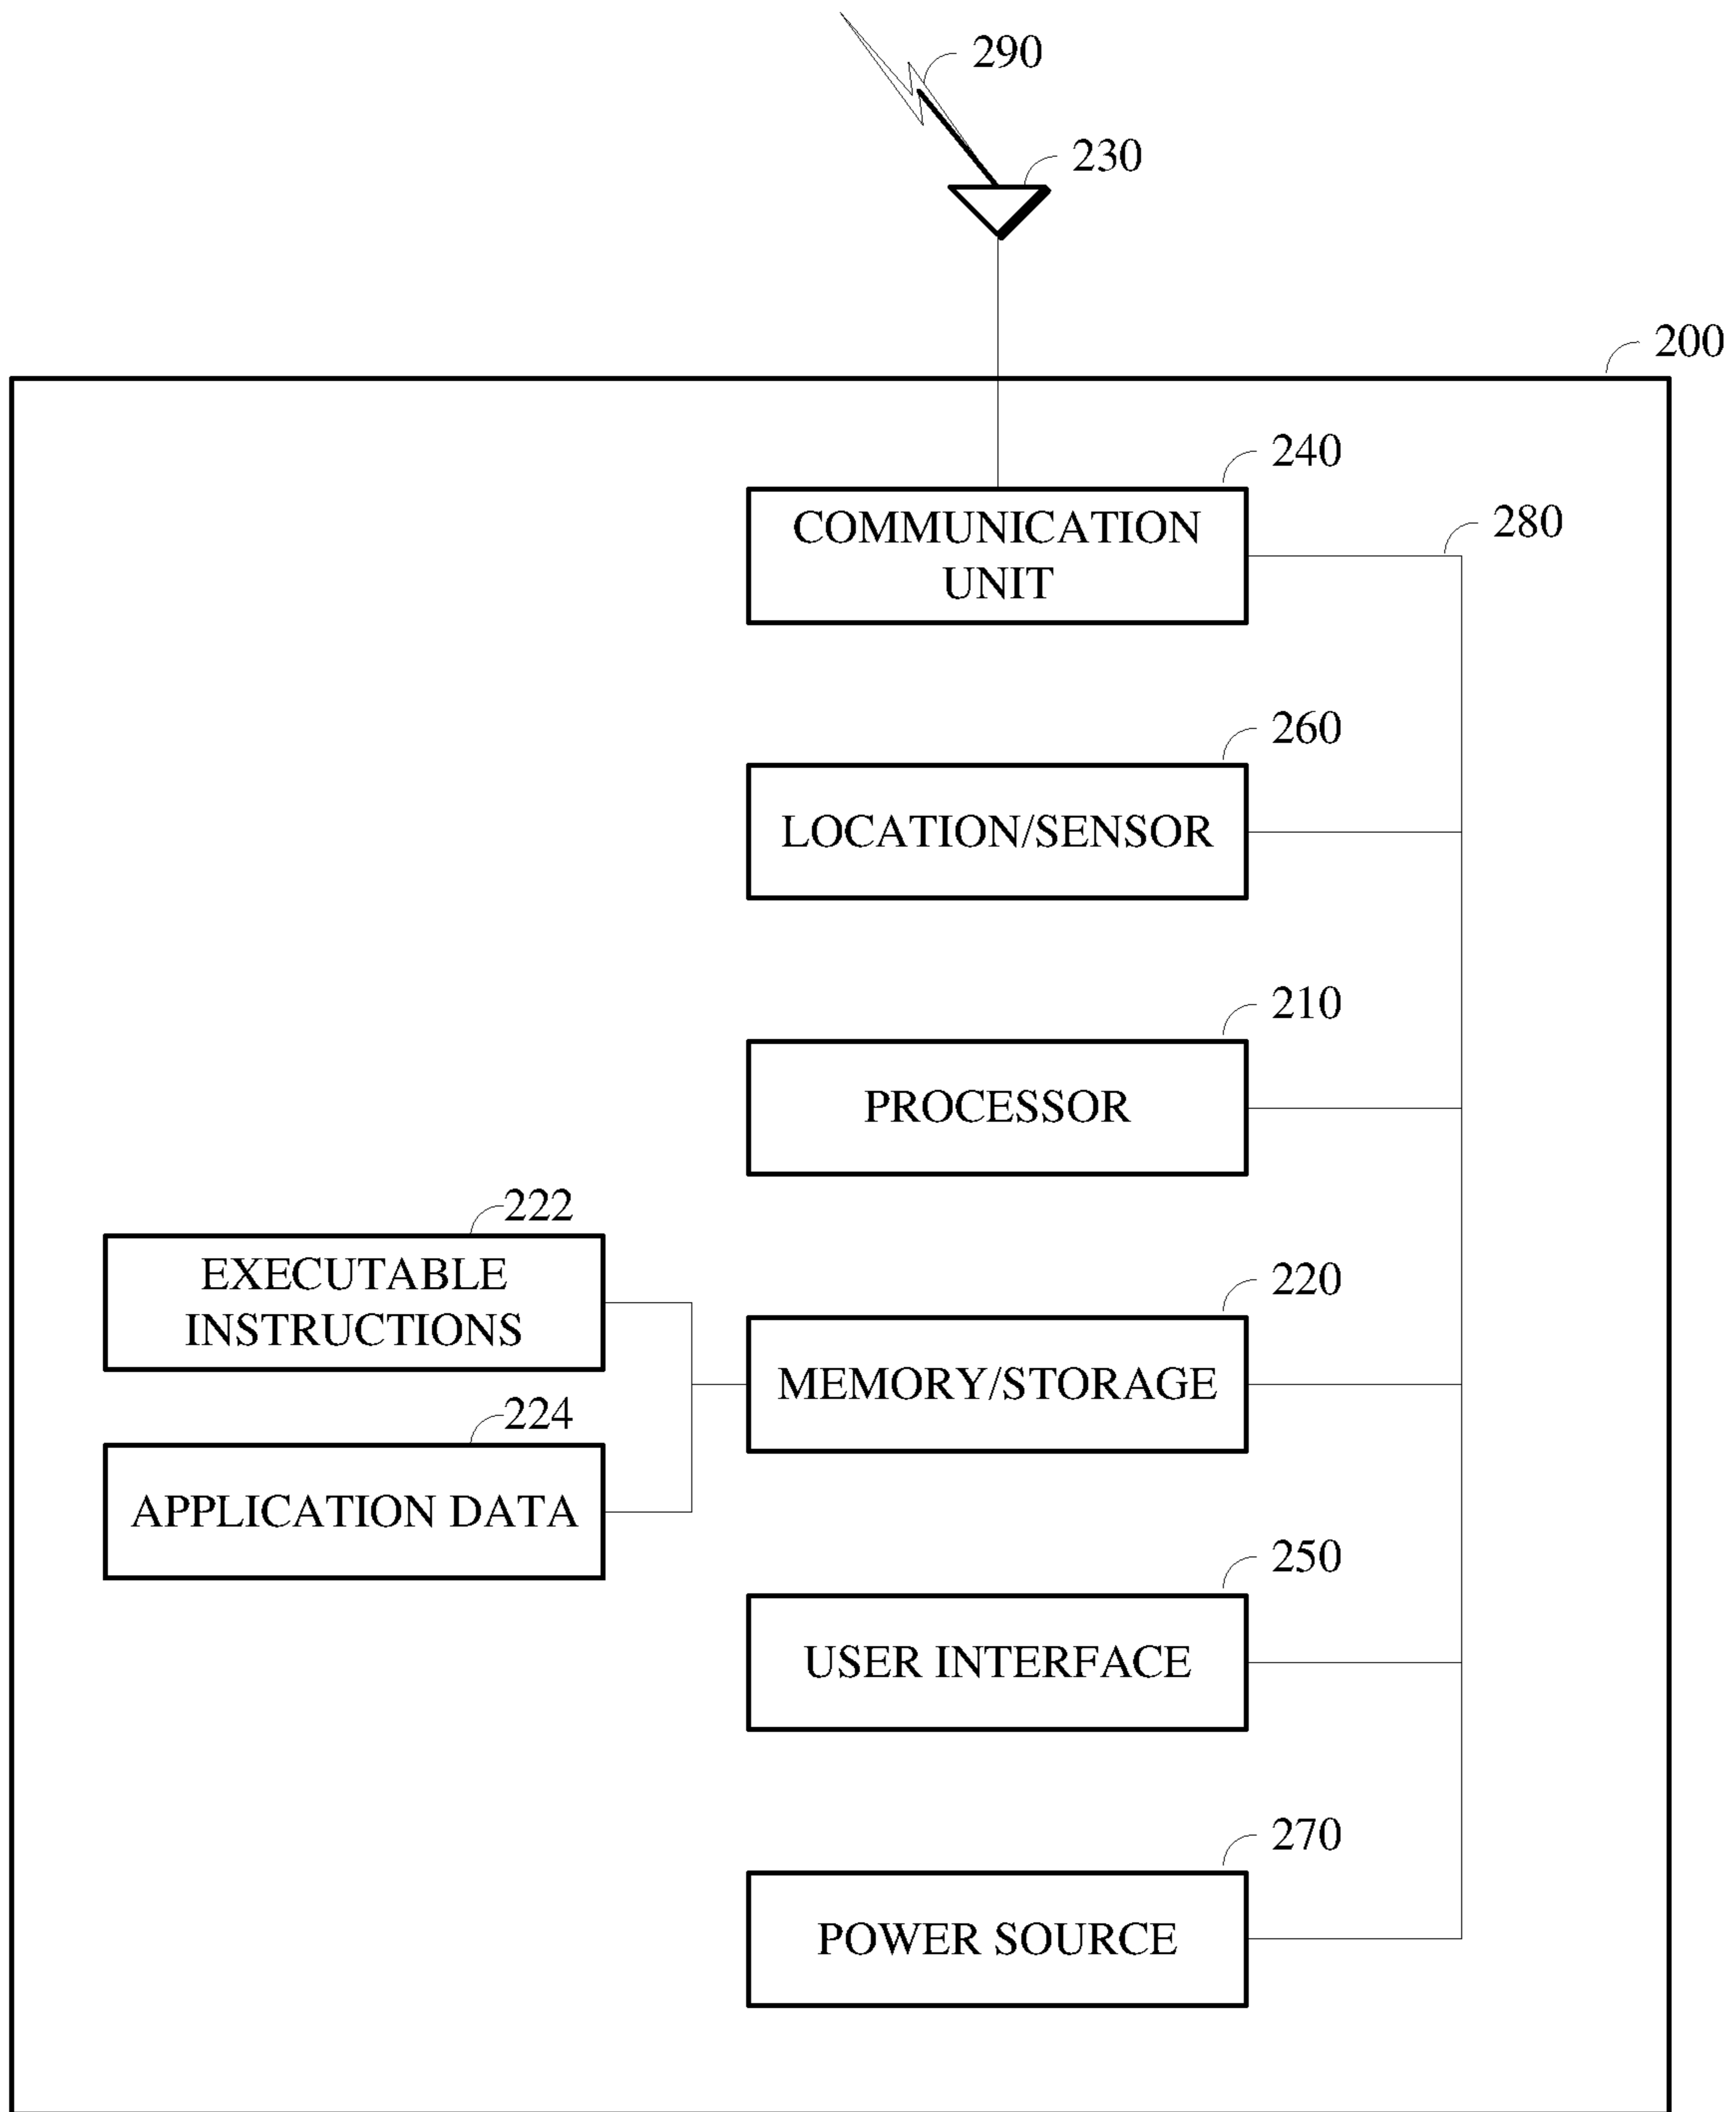 290
230
200
240
COMMUNICATION
UNIT
280
260
LOCATION/SENSOR
210
PROCESSOR
222
EXECUTABLE
INSTRUCTIONS
220
MEMORY/STORAGE
224
APPLICATION DATA
250
USER INTERFACE
270
POWER SOURCE